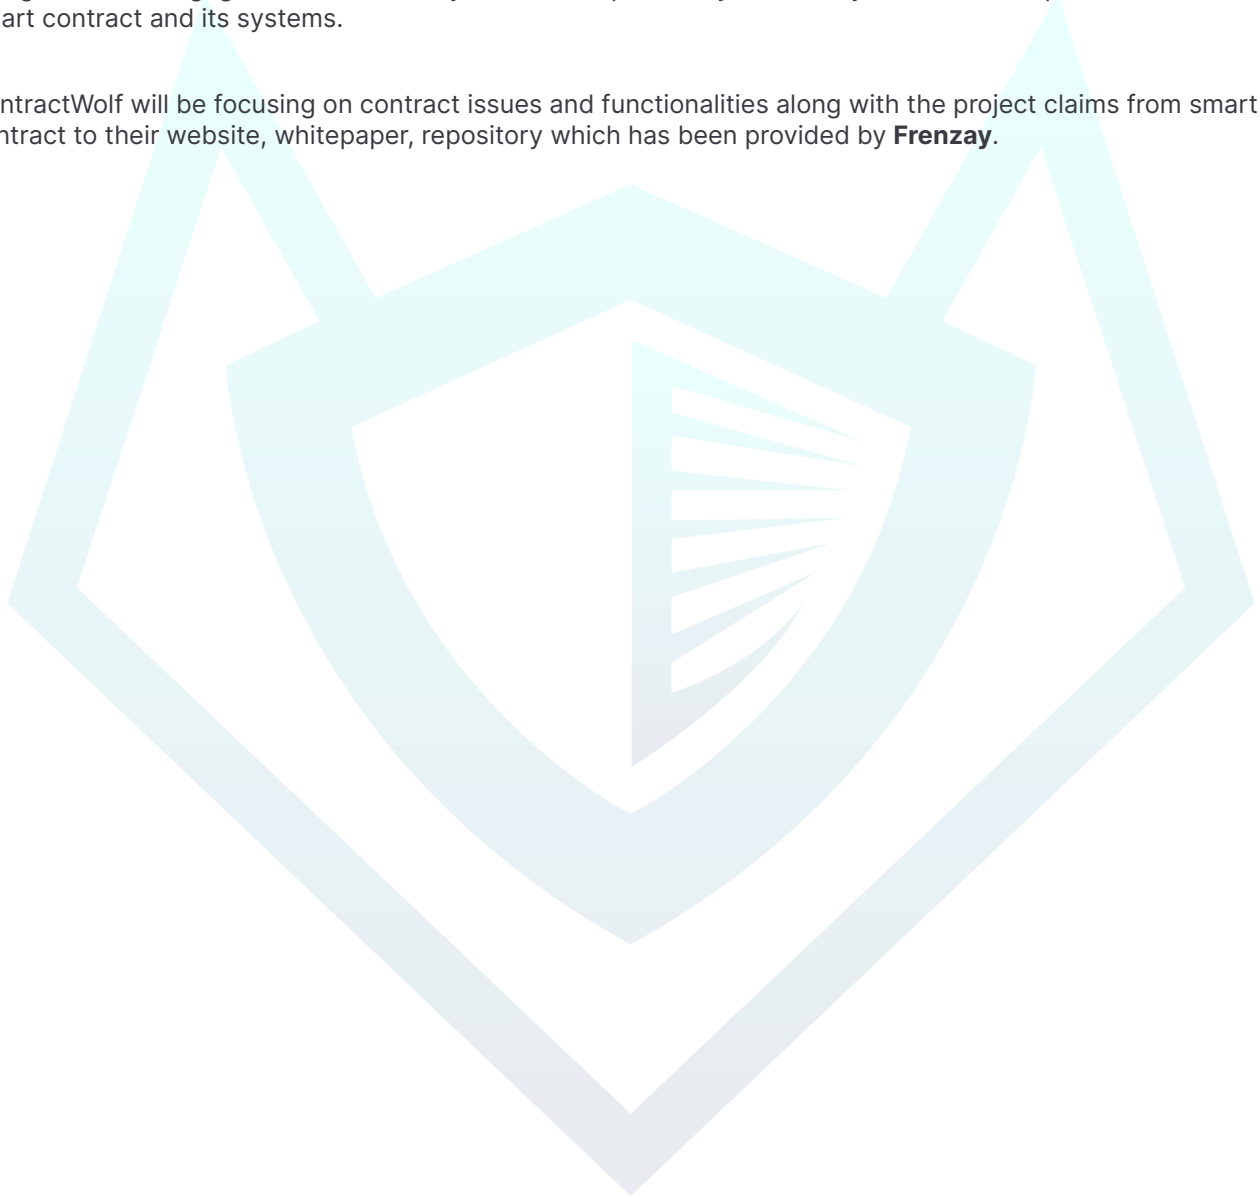 art contract and its systems.
ntractWolf will be focusing on contract issues and functionalities along with the project claims from smart
ntract to their website, whitepaper, repository which has been provided by Frenzay.